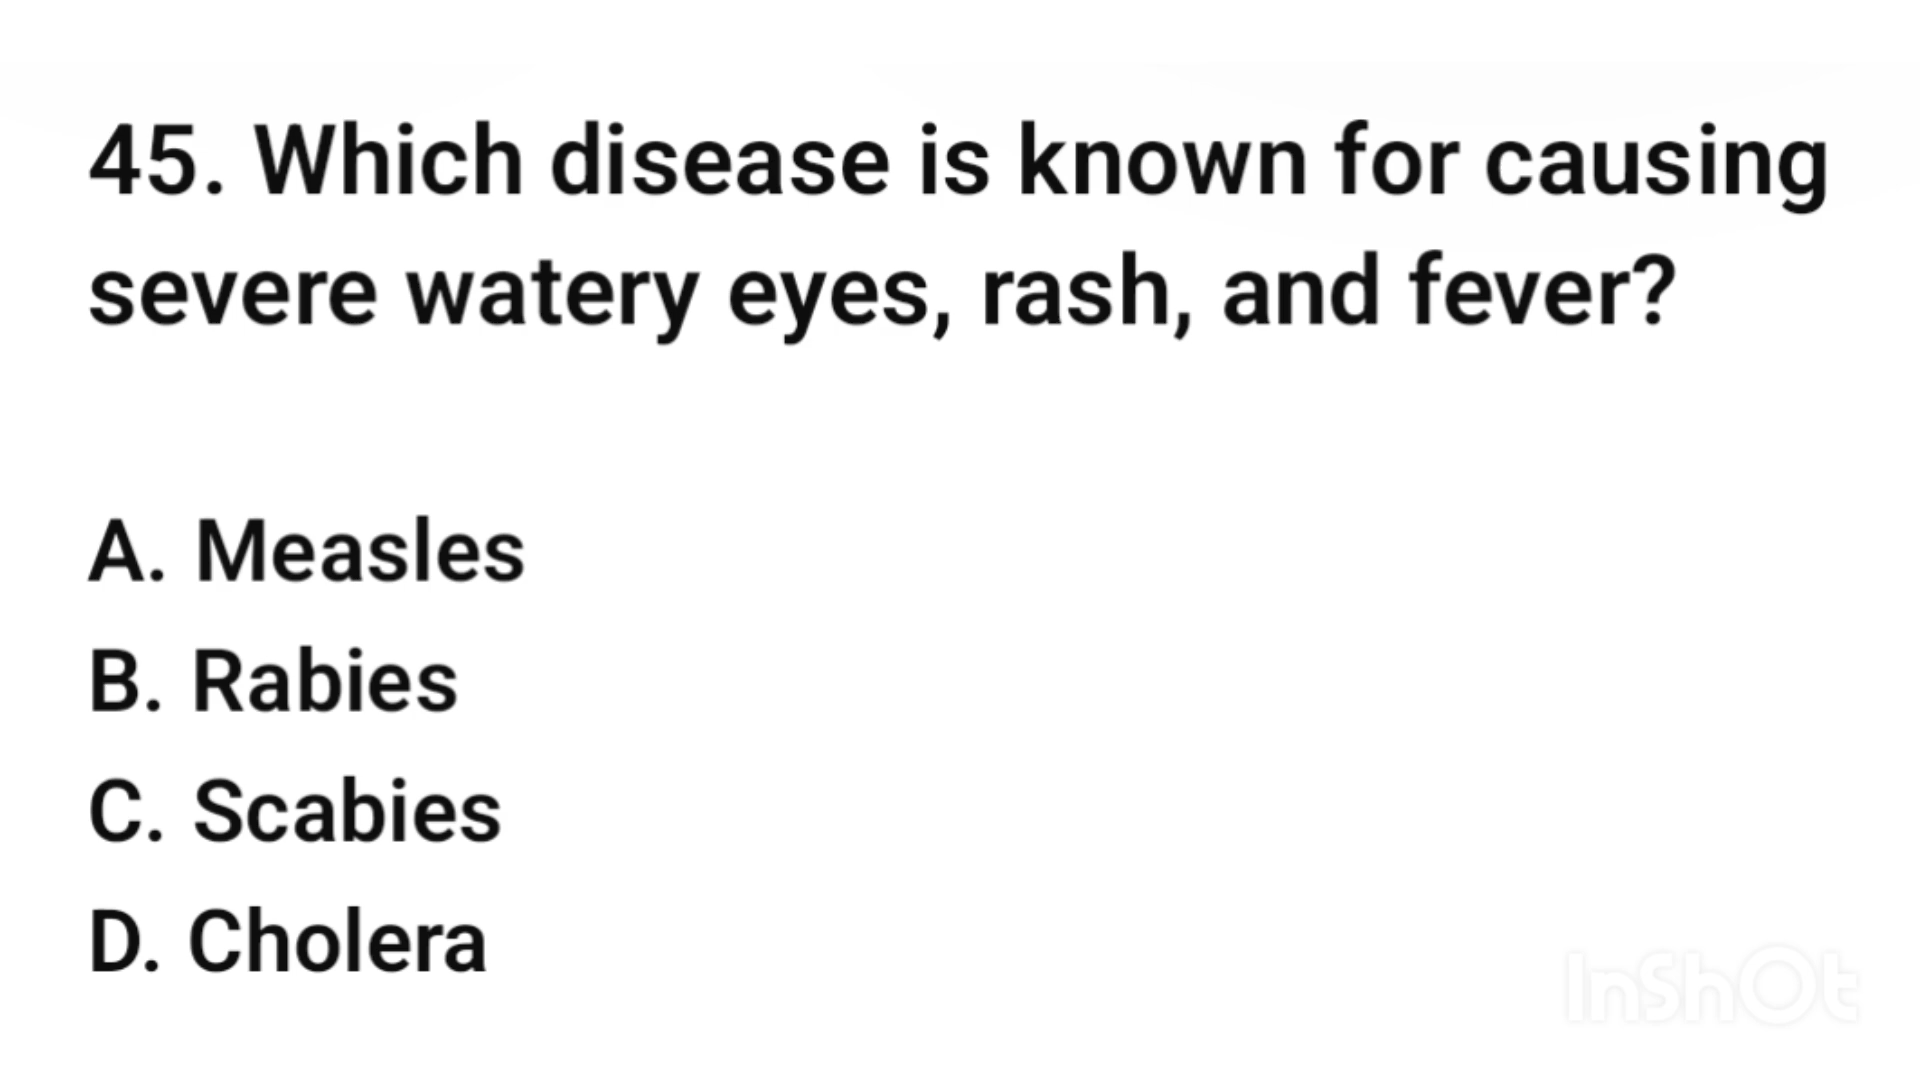 45. Which disease is known for causing
severe watery eyes, rash, and fever?
A. Measles
B. Rabies
C. Scabies
D. Cholera
InShOt